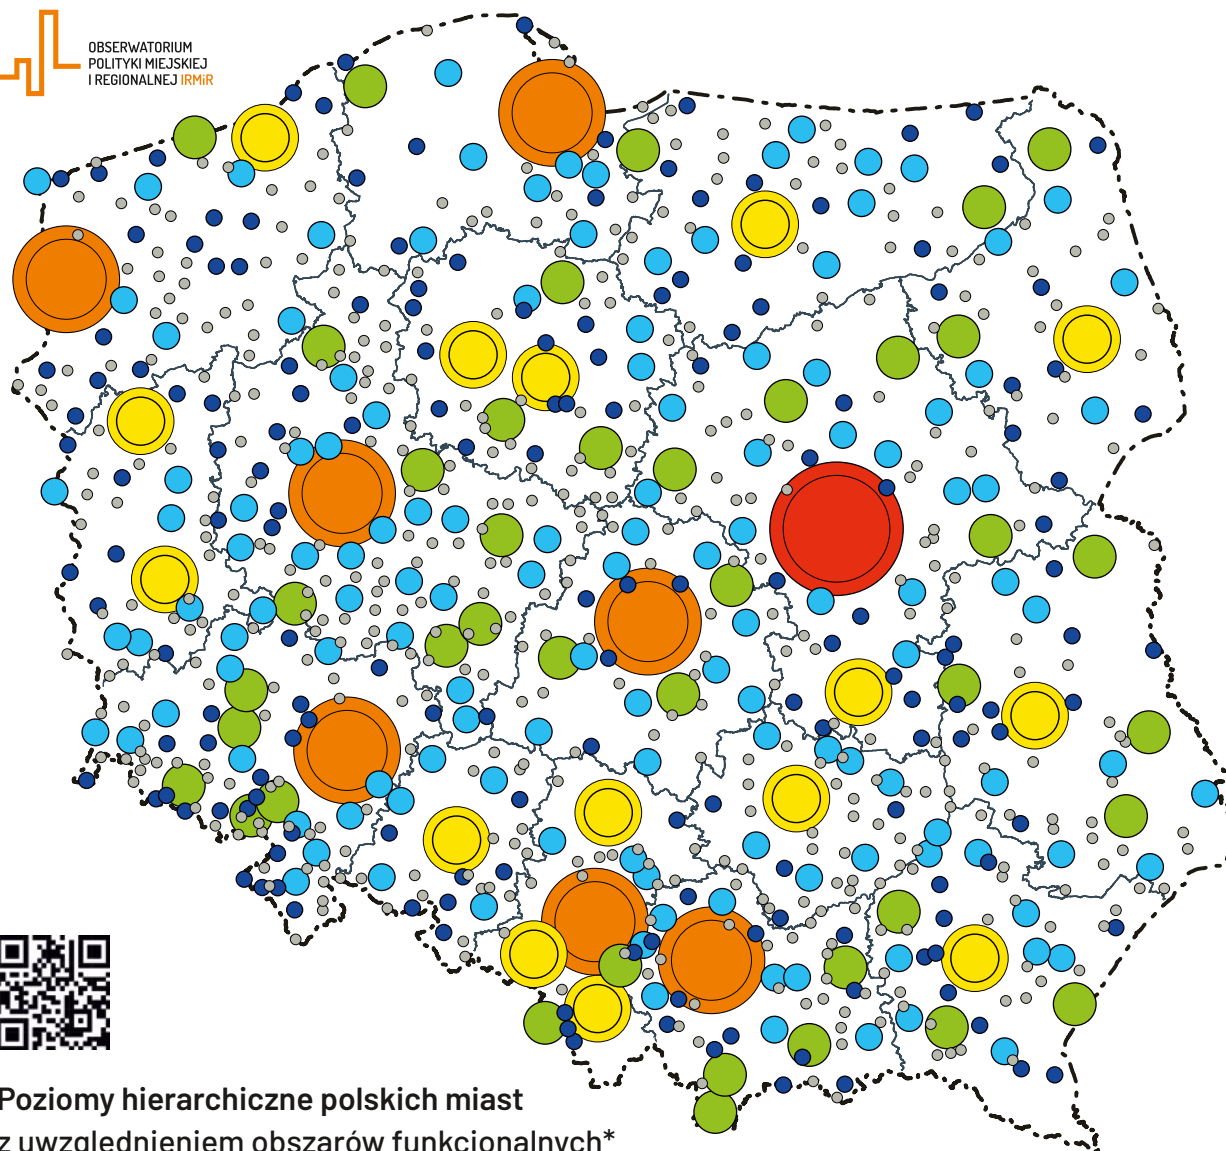 OBSERWATORIUM
POLITYKI MIEJSKIEJ
I REGIONALNEJ IRMiR
Poziomy hierarchiczne polskich miast
z uwzględnieniem obszarów funkcjonalnych*